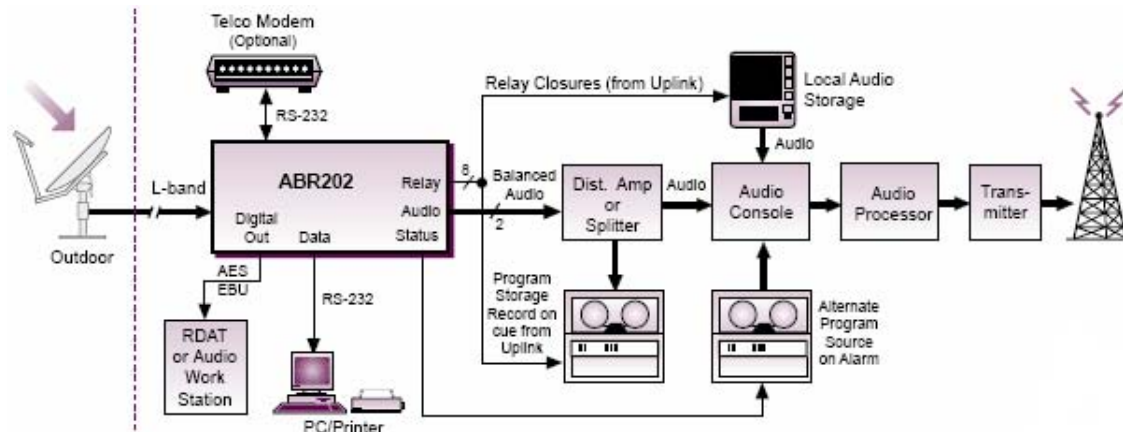 Telco Modem
(Optional)
RS-232
Relay Closures (from Uplink)
Local Audio
Storage
Audio
L-band
ABR202
Relay
8
Balanced
Audio
Audio
2
Status
Digital
Out
Data
Dist. Amp
or
Splitter
Audio
Audio
Console
Audio
Processor
Trans-
mitter
Outdoor
AES
EBU
RS-232
Program
Storage
Record on
cue from
Uplink
Alternate
Program
Source
on Alarm
RDAT
or Audio
Work
Station
PC/Printer